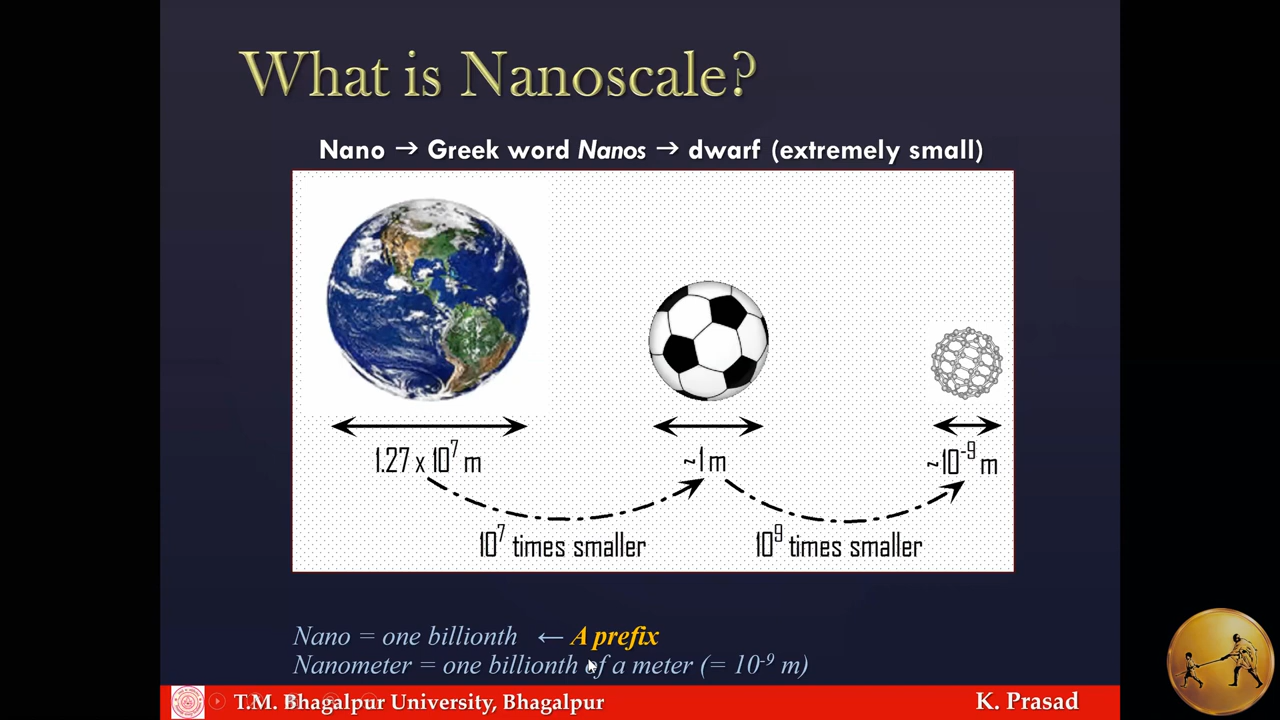 What is Nanoscale?
Nano → Greek word Nanos → dwarf (extremely small)
1.27 x 10⁷ m
~1 m
~10⁻⁹ m
10⁷ times smaller
10⁹ times smaller
Nano = one billionth ← A prefix
Nanometer = one billionth of a meter (= 10⁻⁹ m)
T.M. Bhagalpur University, Bhagalpur
K. Prasad